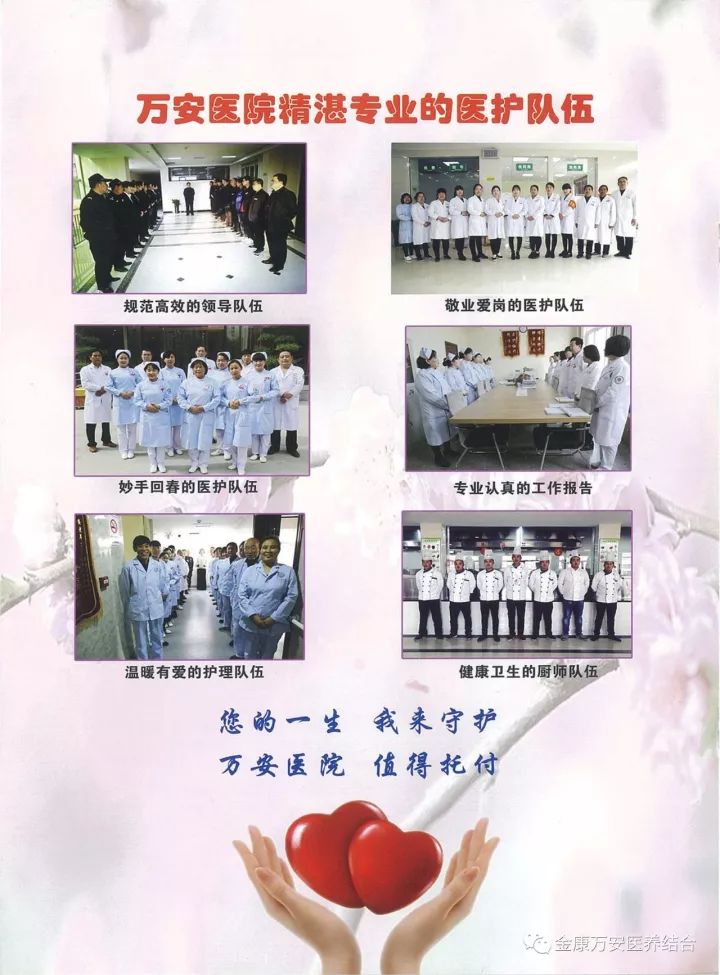 万安医院精湛专业的医护队伍
规范高效的领导队伍
敬业爱岗的医护队伍
妙手回春的医护队伍
专业认真的工作报告
温暖有爱的护理队伍
健康卫生的厨师队伍
您的一生 我来守护
万安医院 值得托付
金康万安医养结合